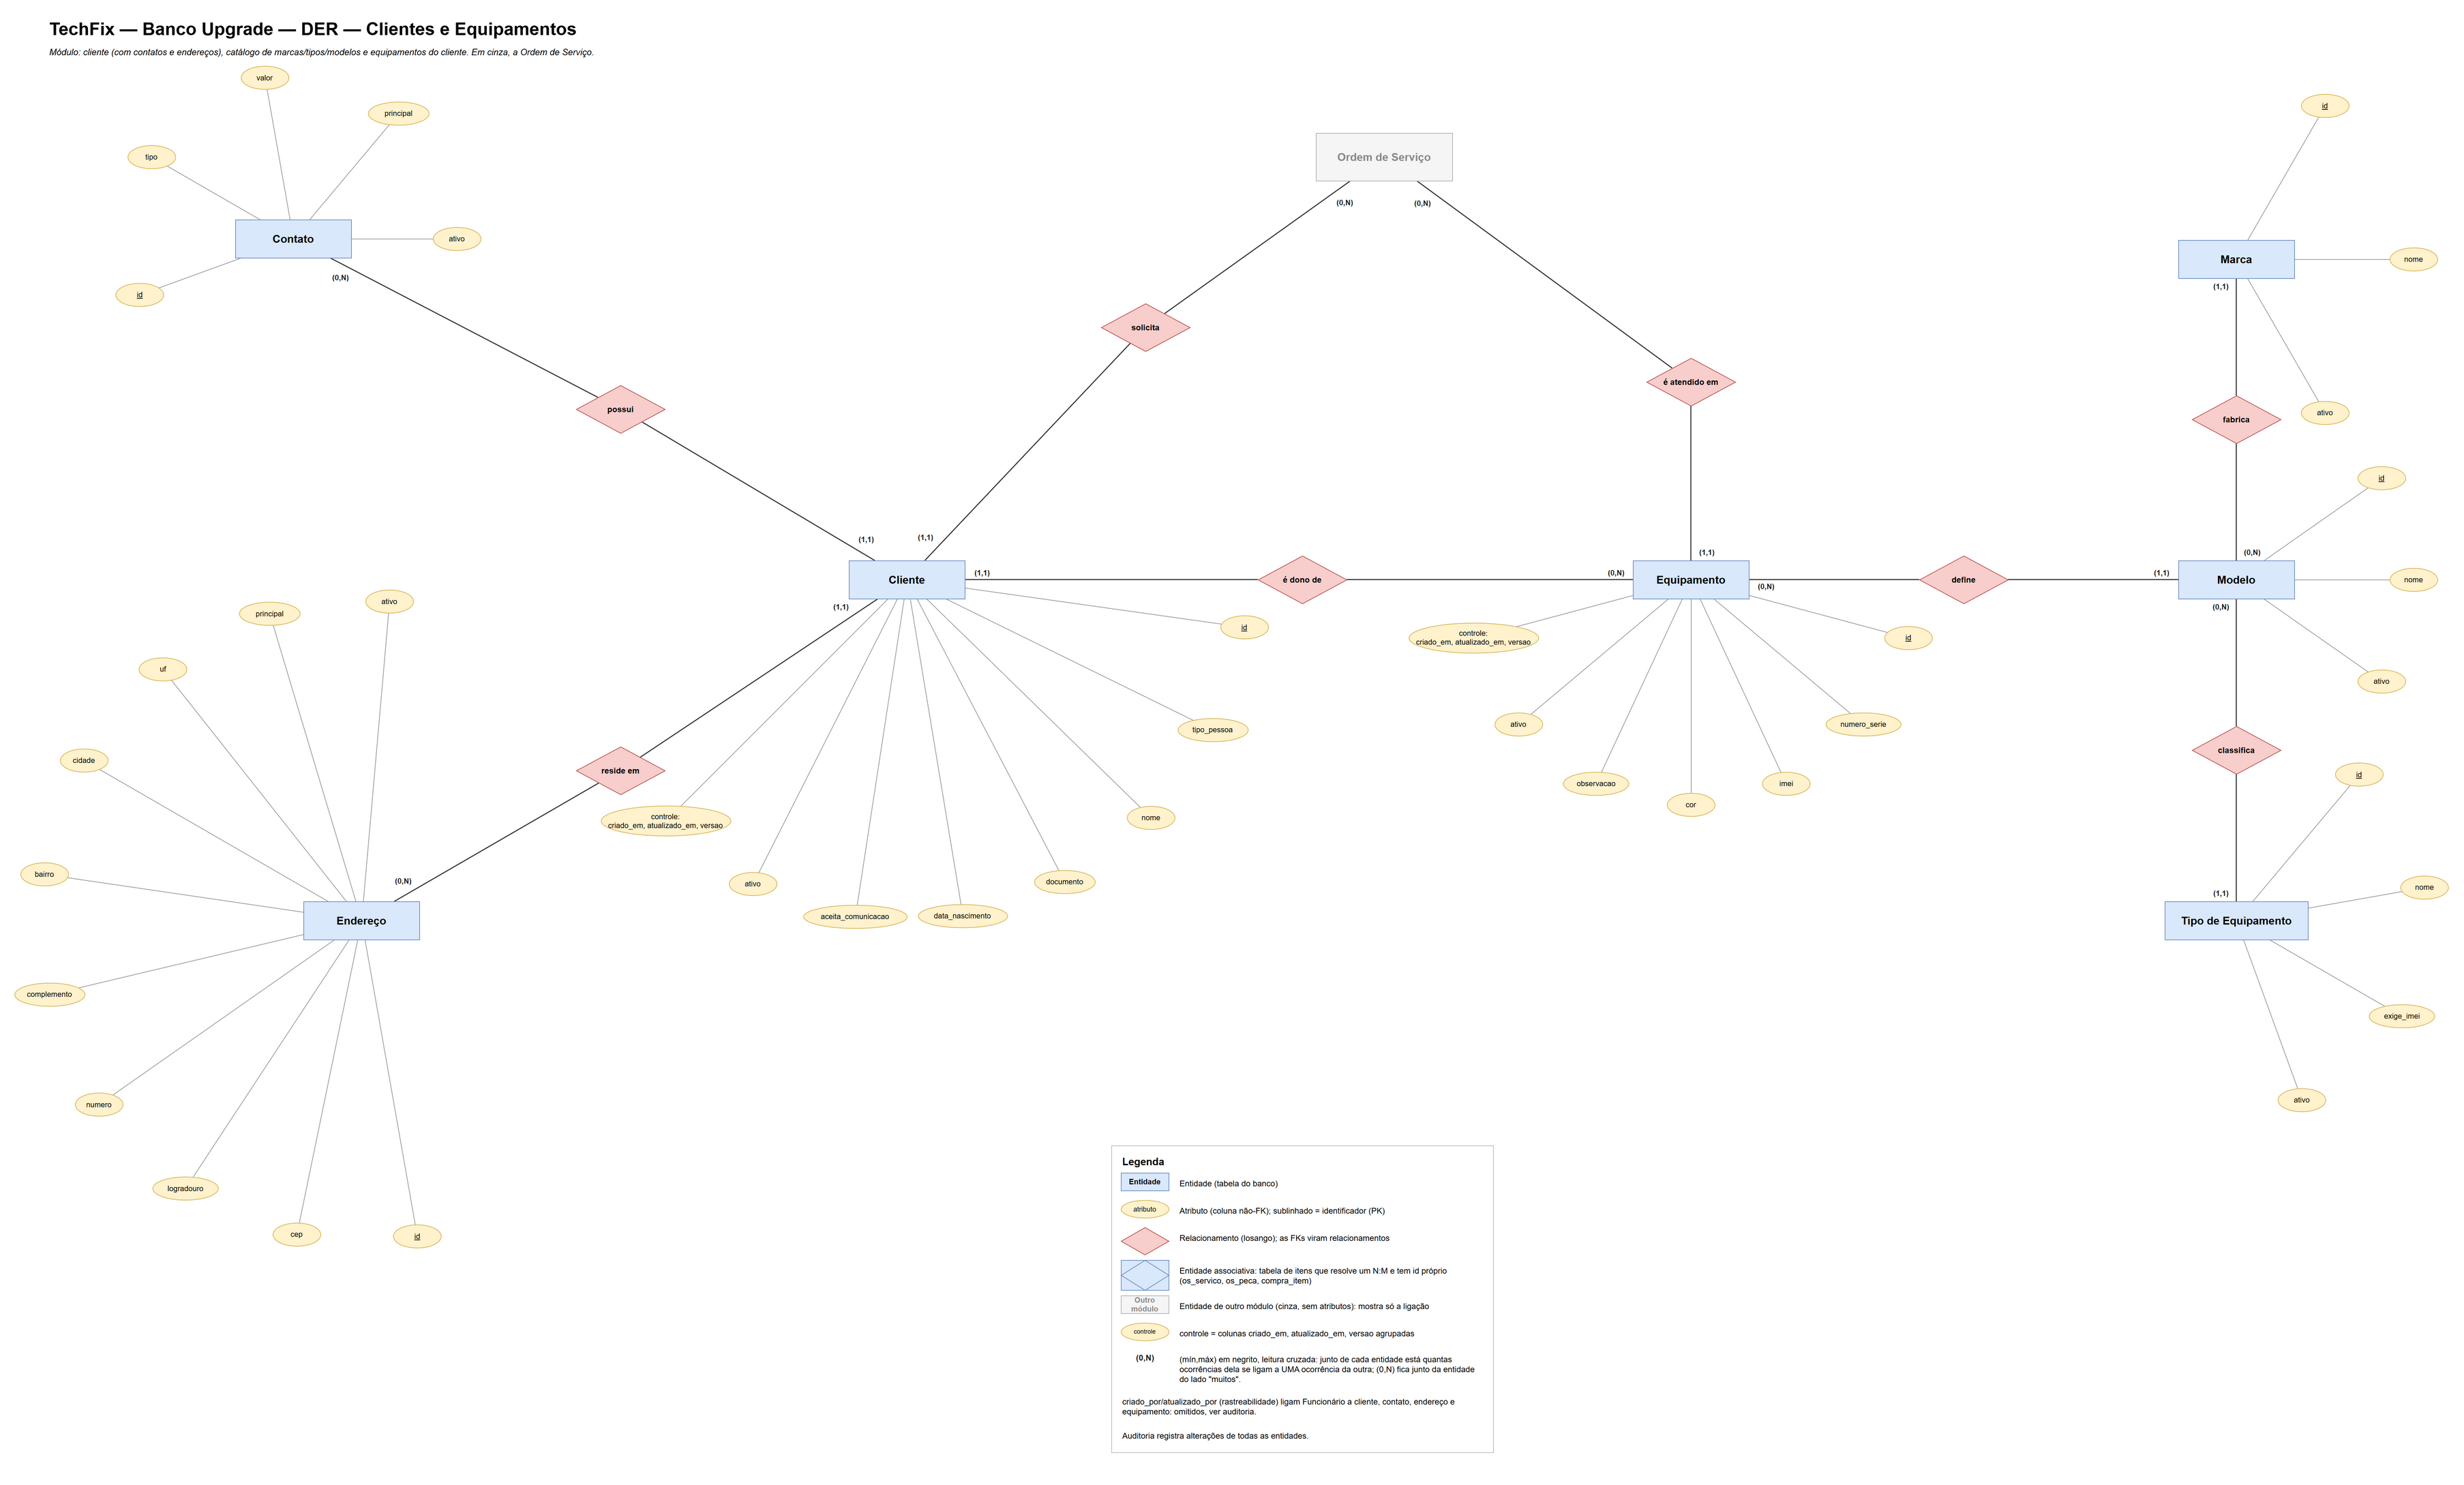 TechFix — Banco Upgrade — DER — Clientes e Equipamentos
Módulo: cliente (com contatos e endereços), catálogo de marcas/tipos/modelos e equipamentos do cliente. Em cinza, a Ordem de Serviço.
valor
principal
tipo
Contato
ativo
id
(0,N)
possui
(1,1)
Ordem de Serviço
(0,N)
(0,N)
solicita
(1,1)
é atendido em
(1,1)
id
Marca
nome
(1,1)
ativo
fabrica
(0,N)
id
Modelo
nome
ativo
(0,N)
classifica
(1,1)
Tipo de Equipamento
id
nome
exige_imei
ativo
Cliente
(1,1)
é dono de
(0,N)
Equipamento
(0,N)
define
(1,1)
controle:
criado_em, atualizado_em, versao
id
ativo
numero_serie
observacao
imei
cor
(1,1)
id
tipo_pessoa
nome
documento
data_nascimento
aceita_comunicacao
ativo
controle:
criado_em, atualizado_em, versao
reside em
(0,N)
Endereço
ativo
principal
uf
cidade
bairro
complemento
numero
logradouro
cep
id
Legenda
Entidade
Entidade (tabela do banco)
atributo
Atributo (coluna não-FK); sublinhado = identificador (PK)
Relacionamento (losango); as FKs viram relacionamentos
Entidade associativa: tabela de itens que resolve um N:M e tem id próprio
(os_servico, os_peca, compra_item)
Outro
módulo
Entidade de outro módulo (cinza, sem atributos): mostra só a ligação
controle
controle = colunas criado_em, atualizado_em, versao agrupadas
(0,N)
(mín,máx) em negrito, leitura cruzada: junto de cada entidade está quantas
ocorrências dela se ligam a UMA ocorrência da outra; (0,N) fica junto da entidade
do lado "muitos".
criado_por/atualizado_por (rastreabilidade) ligam Funcionário a cliente, contato, endereço e
equipamento: omitidos, ver auditoria.
Auditoria registra alterações de todas as entidades.